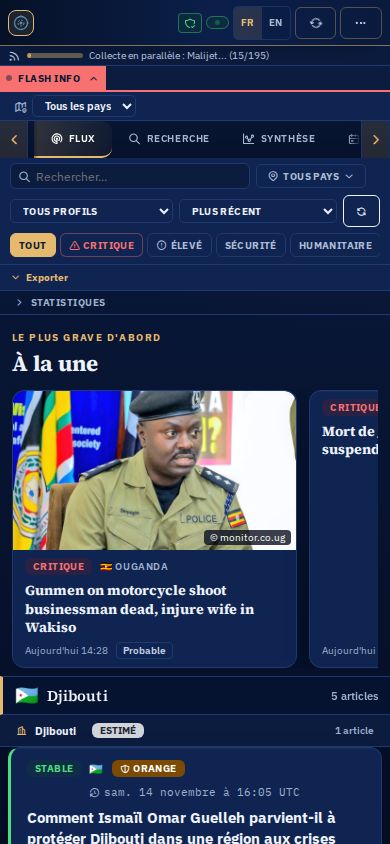 FR EN
Collecte en parallèle : Malijet… (15/195)
FLASH INFO
Tous les pays
FLUX RECHERCHE SYNTHÈSE
Rechercher… TOUS PAYS
TOUS PROFILS PLUS RÉCENT
TOUT CRITIQUE ÉLEVÉ SÉCURITÉ HUMANITAIRE
Exporter
STATISTIQUES
LE PLUS GRAVE D'ABORD
À la une
POLICE
© monitor.co.ug
CRITIQUE OUGANDA
Gunmen on motorcycle shoot
businessman dead, injure wife in
Wakiso
Aujourd'hui 14:28 Probable
CRITIQUE
Mort de
suspend
Aujourd'hui
Djibouti 5 articles
Djibouti ESTIMÉ 1 article
STABLE ORANGE
sam. 14 novembre à 16:05 UTC
Comment Ismaïl Omar Guelleh parvient-il à
protéger Djibouti dans une région aux crises